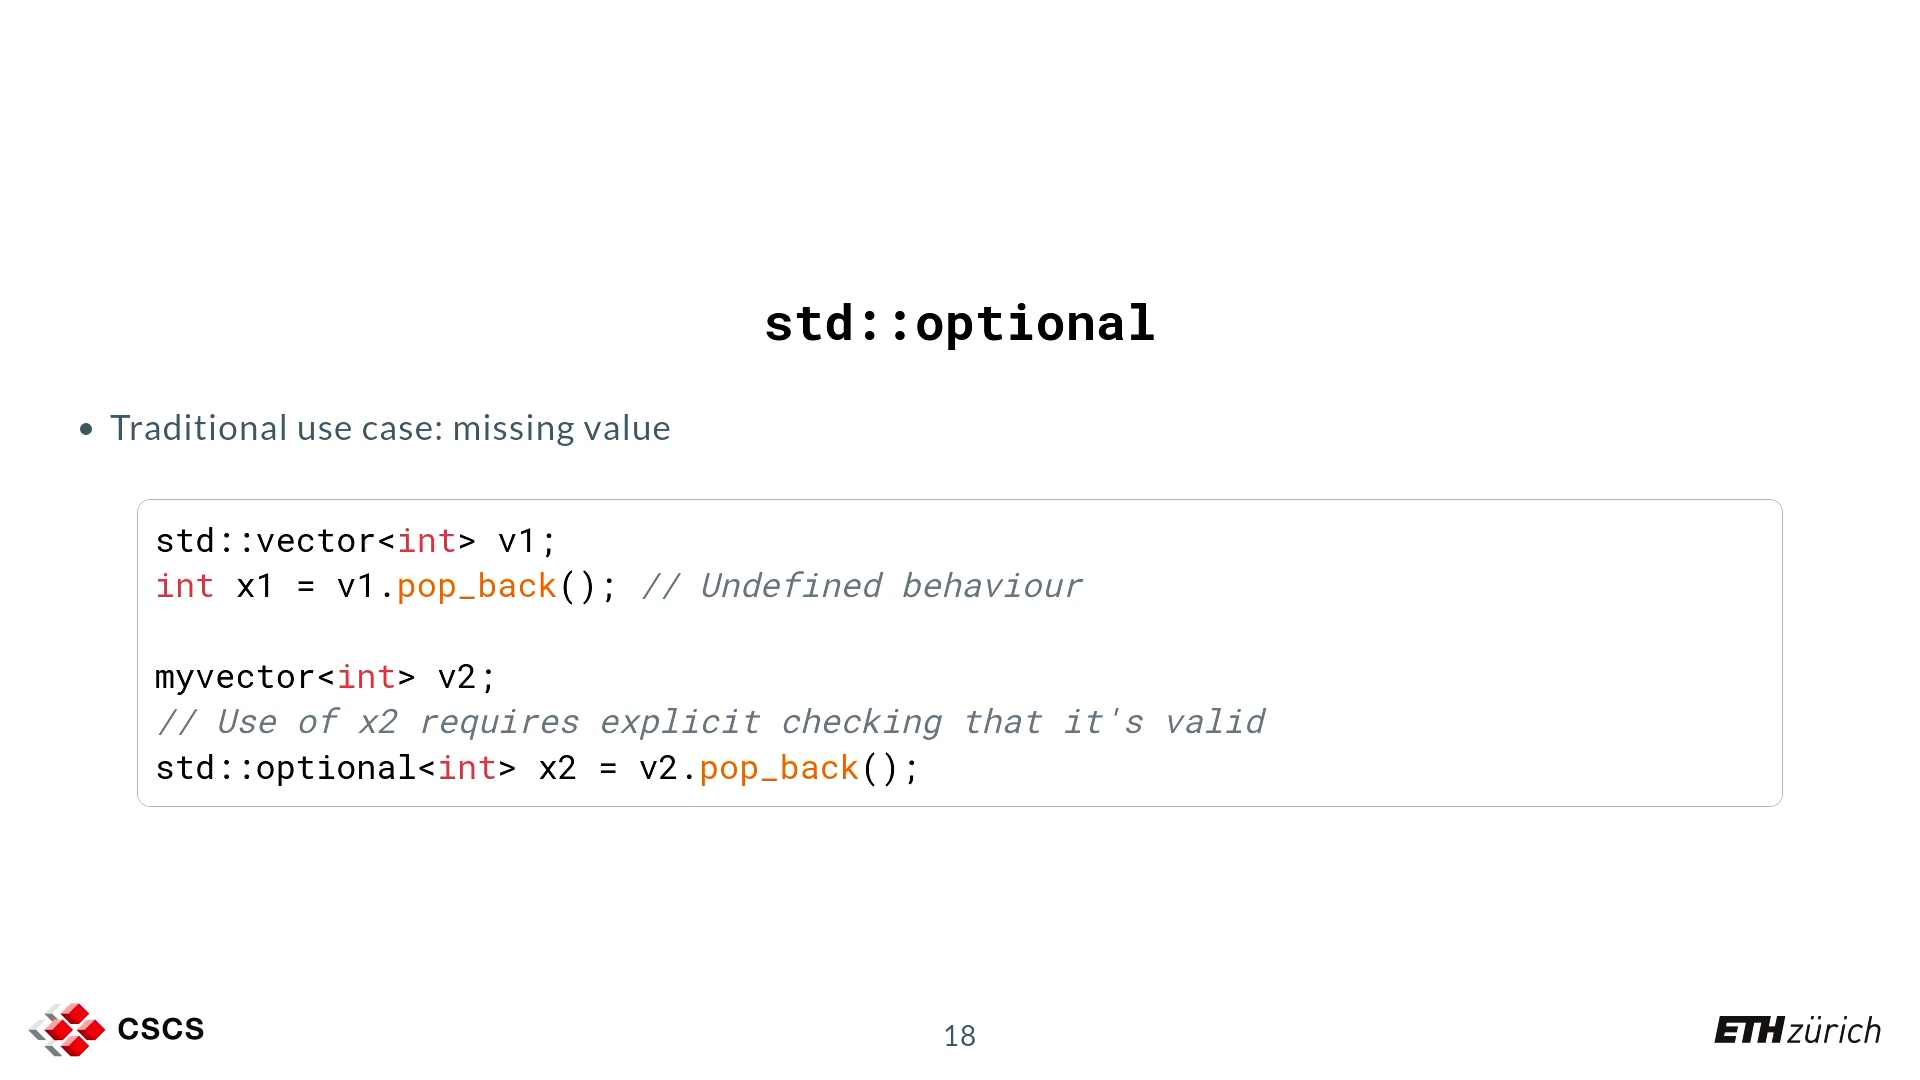 std::optional
• Traditional use case: missing value
std::vector<int> v1;
int x1 = v1.pop_back(); // Undefined behaviour
myvector<int> v2;
// Use of x2 requires explicit checking that it's valid
std::optional<int> x2 = v2.pop_back();
CSCS
18
ETH zürich